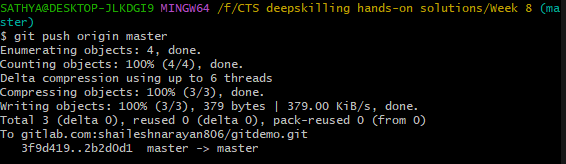 SATHYA@DESKTOP-JLKDGI9 MINGW64 /f/CTS deepskilling hands-on solutions/Week 8 (ma
ster)
$ git push origin master
Enumerating objects: 4, done.
Counting objects: 100% (4/4), done.
Delta compression using up to 6 threads
Compressing objects: 100% (3/3), done.
Writing objects: 100% (3/3), 379 bytes | 379.00 KiB/s, done.
Total 3 (delta 0), reused 0 (delta 0), pack-reused 0 (from 0)
To gitlab.com:shaileshnarayan806/gitdemo.git
   3f9d419..2b2d0d1  master -> master